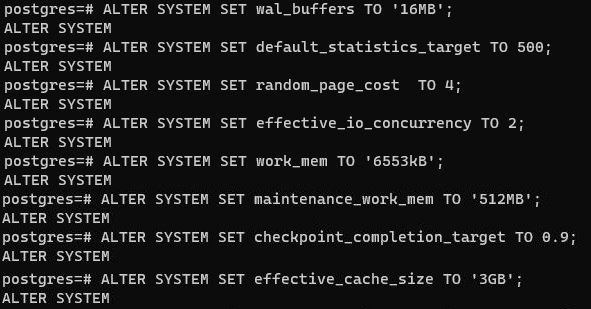 postgres=# ALTER SYSTEM SET wal_buffers TO '16MB';
ALTER SYSTEM
postgres=# ALTER SYSTEM SET default_statistics_target TO 500;
ALTER SYSTEM
postgres=# ALTER SYSTEM SET random_page_cost  TO 4;
ALTER SYSTEM
postgres=# ALTER SYSTEM SET effective_io_concurrency TO 2;
ALTER SYSTEM
postgres=# ALTER SYSTEM SET work_mem TO '6553kB';
ALTER SYSTEM
postgres=# ALTER SYSTEM SET maintenance_work_mem TO '512MB';
ALTER SYSTEM
postgres=# ALTER SYSTEM SET checkpoint_completion_target TO 0.9;
ALTER SYSTEM
postgres=# ALTER SYSTEM SET effective_cache_size TO '3GB';
ALTER SYSTEM